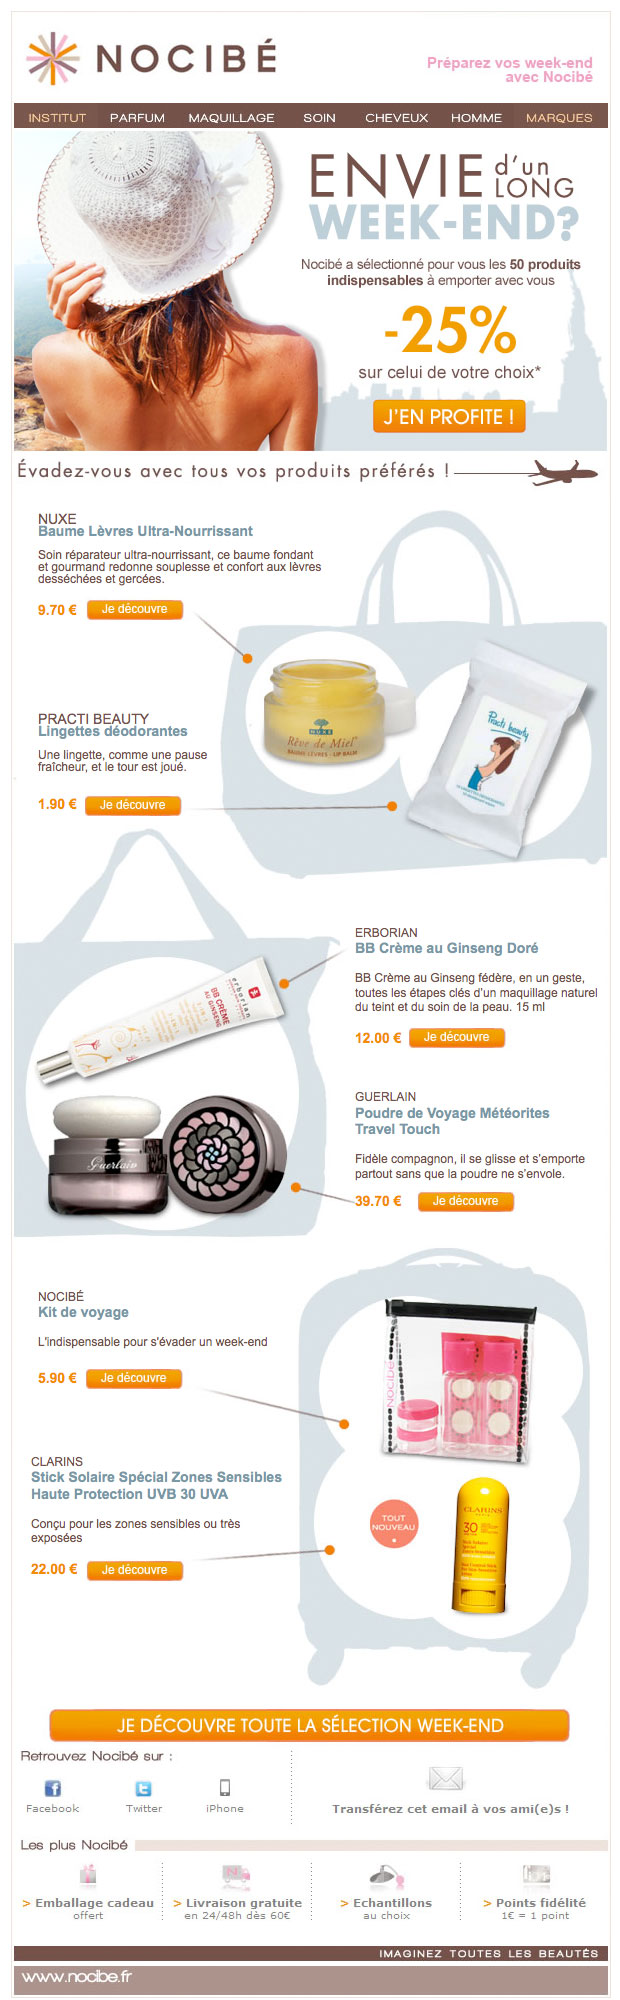 NOCIBÉ
Préparez vos week-end
avec Nocibé
INSTITUT PARFUM MAQUILLAGE SOIN CHEVEUX HOMME MARQUES
ENVIE d'un LONG
WEEK-END?
Nocibé a sélectionné pour vous les 50 produits
indispensables à emporter avec vous
-25%
sur celui de votre choix*
J'EN PROFITE !
Évadez-vous avec tous vos produits préférés !
NUXE
Baume Lèvres Ultra-Nourrissant
Soin réparateur ultra-nourrissant, ce baume fondant
et gourmand redonne souplesse et confort aux lèvres
desséchées et gercées.
9.70 € Je découvre
NUXE
Rêve de Miel
BAUME LÈVRES - LIP BALM
Practi beauty
PRACTI BEAUTY
Lingettes déodorantes
Une lingette, comme une pause
fraîcheur, et le tour est joué.
1.90 € Je découvre
ERBORIAN
BB Crème au Ginseng Doré
BB Crème au Ginseng fédère, en un geste,
toutes les étapes clés d'un maquillage naturel
du teint et du soin de la peau. 15 ml
12.00 € Je découvre
erborian
BB CRÈME
AU GINSENG
GUERLAIN
Poudre de Voyage Météorites
Travel Touch
Fidèle compagnon, il se glisse et s'emporte
partout sans que la poudre ne s'envole.
39.70 € Je découvre
Guerlain
NOCIBÉ
Kit de voyage
L'indispensable pour s'évader un week-end
5.90 € Je découvre
NOCIBÉ
CLARINS
Stick Solaire Spécial Zones Sensibles
Haute Protection UVB 30 UVA
Conçu pour les zones sensibles ou très
exposées
22.00 € Je découvre
TOUT
NOUVEAU
CLARINS
30
JE DÉCOUVRE TOUTE LA SÉLECTION WEEK-END
Retrouvez Nocibé sur :
Facebook Twitter iPhone
Transférez cet email à vos ami(e)s !
Les plus Nocibé
> Emballage cadeau
offert
> Livraison gratuite
en 24/48h dès 60€
> Echantillons
au choix
> Points fidélité
1€ = 1 point
IMAGINEZ TOUTES LES BEAUTÉS
www.nocibe.fr